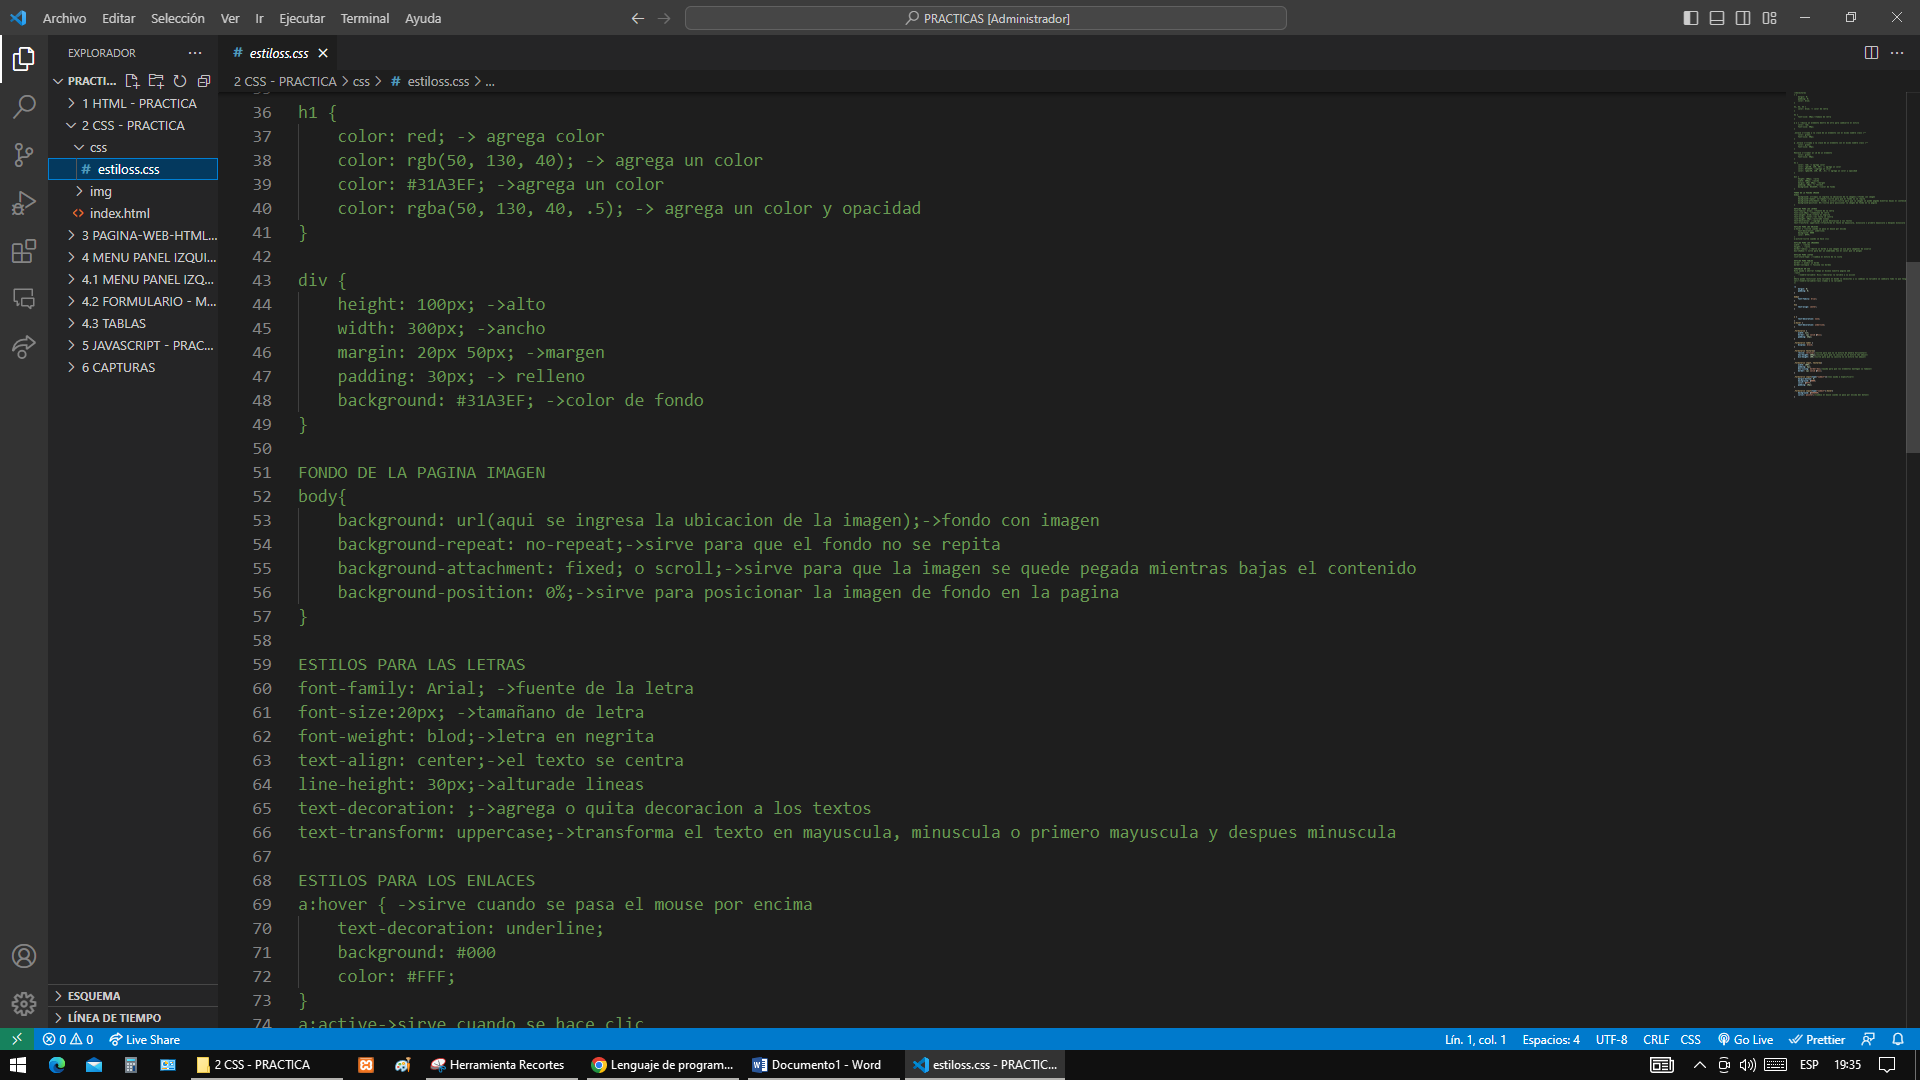 Archivo Editar Selección Ver Ir Ejecutar Terminal Ayuda
PRACTICAS [Administrador]
EXPLORADOR
PRACTI...
1 HTML - PRACTICA
2 CSS - PRACTICA
css
# estiloss.css
img
index.html
3 PAGINA-WEB-HTML...
4 MENU PANEL IZQUI...
4.1 MENU PANEL IZQ...
4.2 FORMULARIO - M...
4.3 TABLAS
5 JAVASCRIPT - PRAC...
6 CAPTURAS
ESQUEMA
LÍNEA DE TIEMPO
# estiloss.css
2 CSS - PRACTICA > css > # estiloss.css > ...
36 h1 {
37 color: red; -> agrega color
38 color: rgb(50, 130, 40); -> agrega un color
39 color: #31A3EF; ->agrega un color
40 color: rgba(50, 130, 40, .5); -> agrega un color y opacidad
41 }
42
43 div {
44 height: 100px; ->alto
45 width: 300px; ->ancho
46 margin: 20px 50px; ->margen
47 padding: 30px; -> relleno
48 background: #31A3EF; ->color de fondo
49 }
50
51 FONDO DE LA PAGINA IMAGEN
52 body{
53 background: url(aqui se ingresa la ubicacion de la imagen);->fondo con imagen
54 background-repeat: no-repeat;->sirve para que el fondo no se repita
55 background-attachment: fixed; o scroll;->sirve para que la imagen se quede pegada mientras bajas el contenido
56 background-position: 0%;->sirve para posicionar la imagen de fondo en la pagina
57 }
58
59 ESTILOS PARA LAS LETRAS
60 font-family: Arial; ->fuente de la letra
61 font-size:20px; ->tamañano de letra
62 font-weight: blod;->letra en negrita
63 text-align: center;->el texto se centra
64 line-height: 30px;->alturade lineas
65 text-decoration: ;->agrega o quita decoracion a los textos
66 text-transform: uppercase;->transforma el texto en mayuscula, minuscula o primero mayuscula y despues minuscula
67
68 ESTILOS PARA LOS ENLACES
69 a:hover { ->sirve cuando se pasa el mouse por encima
70 text-decoration: underline;
71 background: #000
72 color: #FFF;
73 }
74 a:active->sirve cuando se hace clic
0 0 Live Share
Lín. 1, col. 1 Espacios: 4 UTF-8 CRLF CSS Go Live Prettier
2 CSS - PRACTICA Herramienta Recortes Lenguaje de program... Documento1 - Word estiloss.css - PRACTIC... ESP 19:35